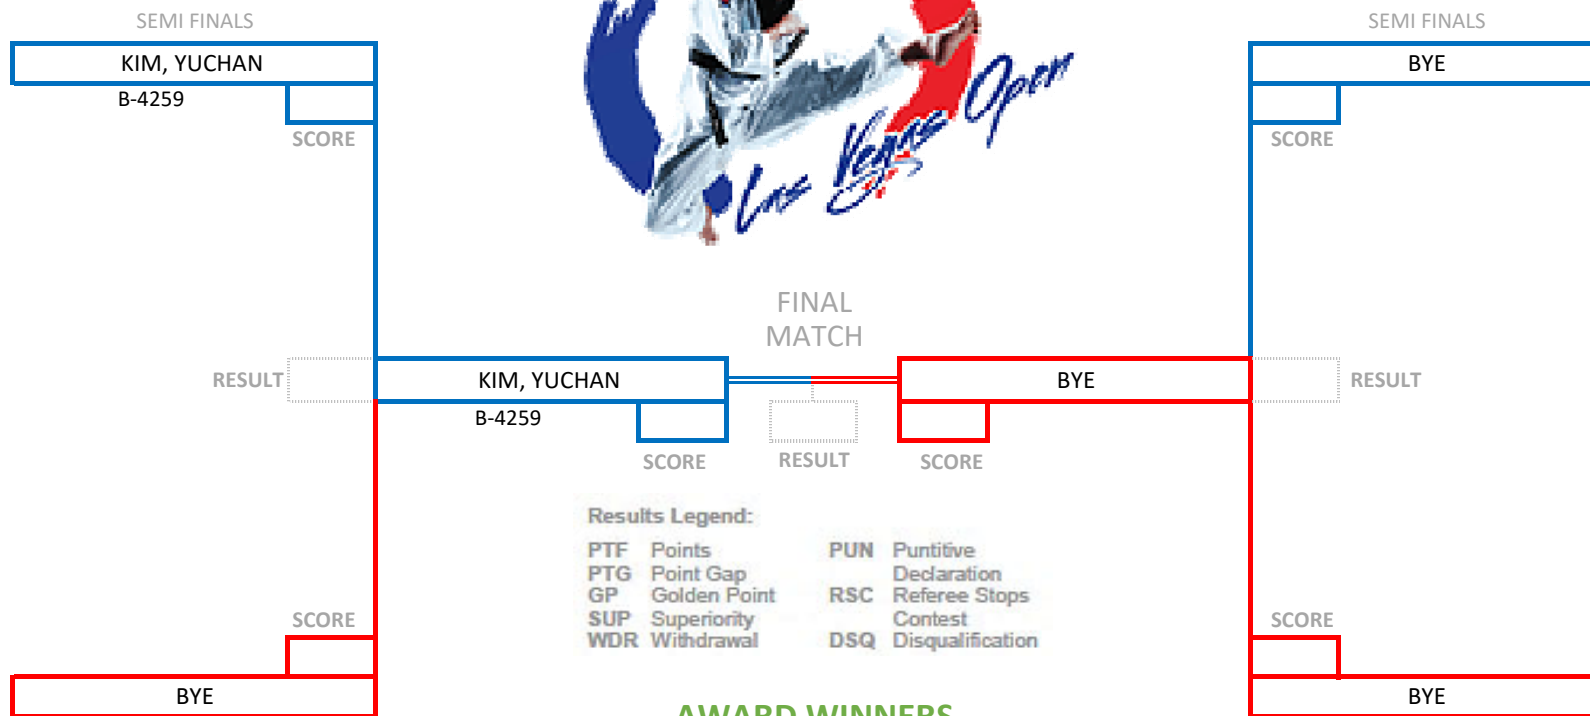 SEMI FINALS
SEMI FINALS
KIM, YUCHAN
BYE
B-4259
SCORE
SCORE
Las Vegas Open
FINAL
MATCH
RESULT
KIM, YUCHAN
BYE
RESULT
B-4259
SCORE
RESULT
SCORE
Results Legend:
PTF Points
PTG Point Gap
GP Golden Point
SUP Superiority
WDR Withdrawal
PUN Puntitive
Declaration
RSC Referee Stops
Contest
DSQ Disqualification
SCORE
SCORE
BYE
BYE
AWARD WINNERS